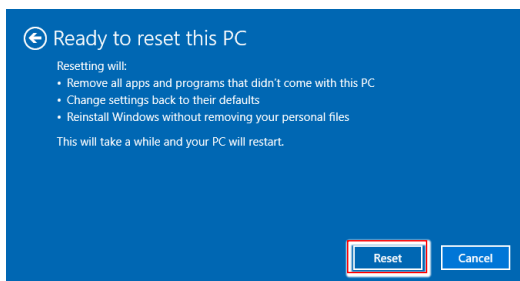 Ready to reset this PC
Resetting will:
• Remove all apps and programs that didn't come with this PC
• Change settings back to their defaults
• Reinstall Windows without removing your personal files
This will take a while and your PC will restart.
Reset Cancel